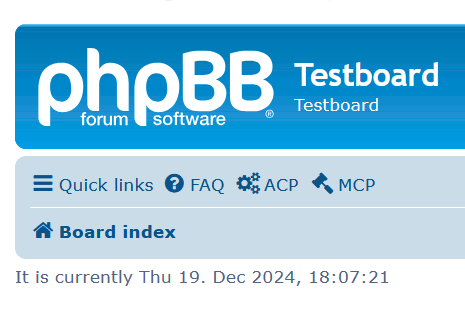 phpBB®
forum software
Testboard
Testboard
Quick links FAQ ACP MCP
Board index
It is currently Thu 19. Dec 2024, 18:07:21